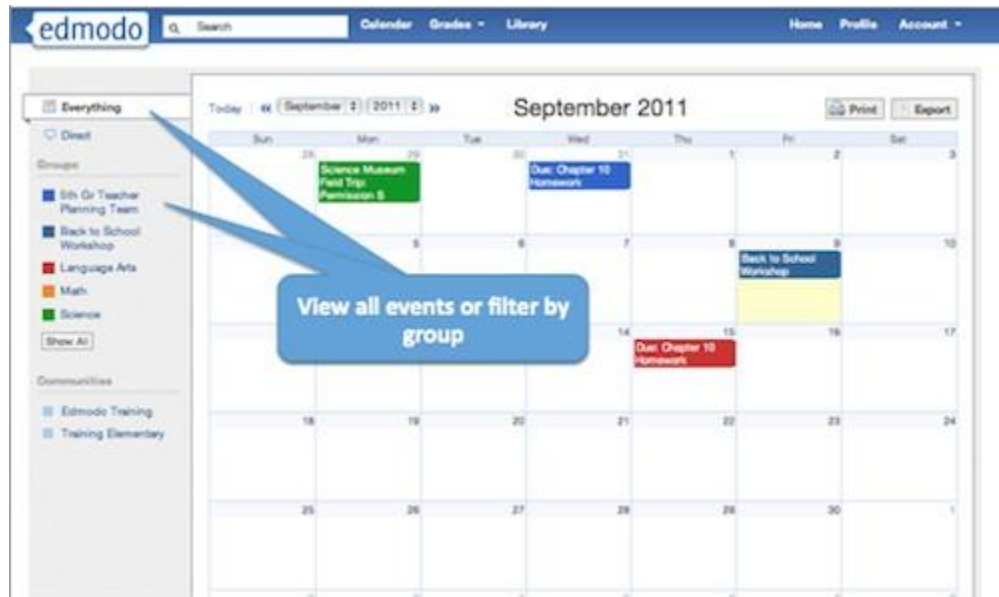 edmodo
Search
Calendar
Grades
Library
Home
Profile
Account
Everything
Direct
Groups
5th Gr Teacher
Planning Team
Back to School
Workshop
Language Arts
Math
Science
Show All
Communities
Edmodo Training
Training Elementary
Today
«
September
2011
»
September 2011
Print
Export
Sun Mon Tue Wed Thu Fri Sat
28 29 30 31 1 2 3
Science Museum
Field Trip:
Permission S
Due: Chapter 10
Homework
5 6 7 8 9 10
Back to School
Workshop
View all events or filter by
group
14 15 16 17
Due: Chapter 10
Homework
18 19 20 21 22 23 24
25 26 27 28 29 30 1